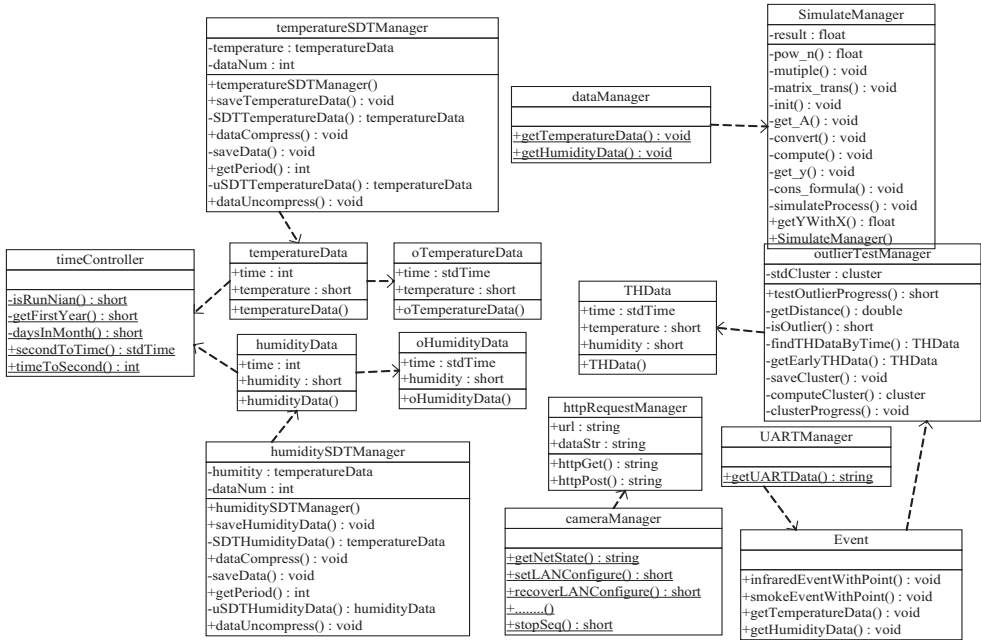 temperatureSDTManager
-temperature : temperatureData
-dataNum : int
+temperatureSDTManager()
+saveTemperatureData() : void
-SDTTemperatureData() : temperatureData
+dataCompress() : void
-saveData() : void
+getPeriod() : int
-uSDTTemperatureData() : temperatureData
+dataUncompress() : void
dataManager
+getTemperatureData() : void
+getHumidityData() : void
SimulateManager
-result : float
-pow_n() : float
-mutiple() : void
-matrix_trans() : void
-init() : void
-get_A() : void
-convert() : void
-compute() : void
-get_y() : void
-cons_formula() : void
-simulateProcess() : void
+getYWithX() : float
+SimulateManager()
timeController
-isRunNian() : short
-getFirstYear() : short
-daysInMonth() : short
+secondToTime() : stdTime
+timeToSecond() : int
temperatureData
+time : int
+temperature : short
+temperatureData()
oTemperatureData
+time : stdTime
+temperature : short
+oTemperatureData()
humidityData
+time : int
+humidity : short
+humidityData()
oHumidityData
+time : stdTime
+humidity : short
+oHumidityData()
THData
+time : stdTime
+temperature : short
+humidity : short
+THData()
outlierTestManager
-stdCluster : cluster
+testOutlierProgress() : short
-getDistance() : double
-isOutlier() : short
-findTHDataByTime() : THData
-getEarlyTHData() : THData
-saveCluster() : void
-computeCluster() : cluster
-clusterProgress() : void
humiditySDTManager
-humitity : temperatureData
-dataNum : int
+humiditySDTManager()
+saveHumidityData() : void
-SDTHumidityData() : temperatureData
+dataCompress() : void
-saveData() : void
+getPeriod() : int
-uSDTHumidityData() : humidityData
+dataUncompress() : void
httpRequestManager
+url : string
+dataStr : string
+httpGet() : string
+httpPost() : string
cameraManager
+getNetState() : string
+setLANConfigure() : short
+recoverLANConfigure() : short
+........()
+stopSeq() : short
UARTManager
+getUARTData() : string
Event
+infraredEventWithPoint() : void
+smokeEventWithPoint() : void
+getTemperatureData() : void
+getHumidityData() : void